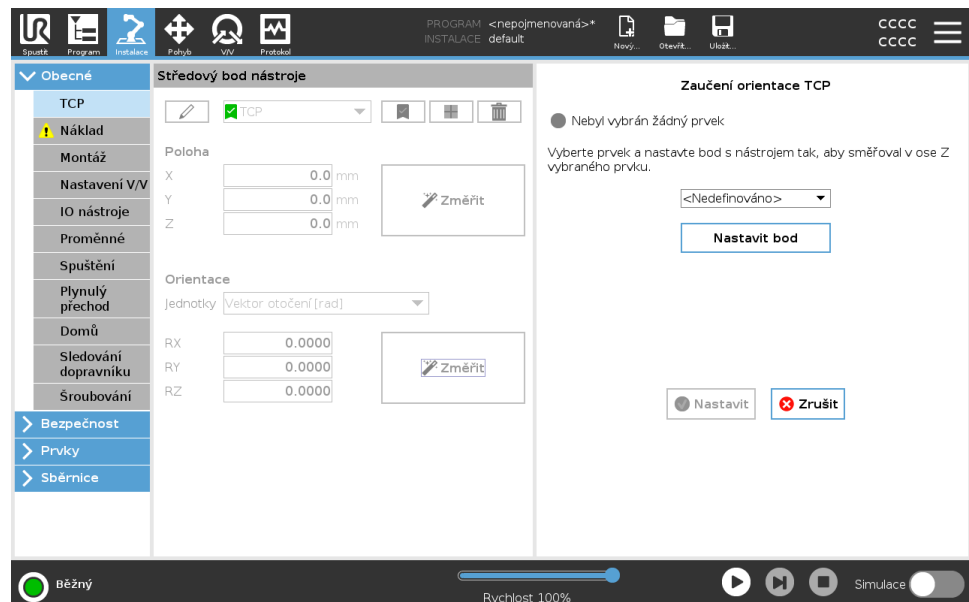 PROGRAM <nepojmenovaná>*
INSTALACE default
Spustit Program Instalace Pohyb V/V Protokol Nový... Otevřít... Uložit...
CCCC
CCCC
Obecné
TCP
Náklad
Montáž
Nastavení V/V
IO nástroje
Proměnné
Spuštění
Plynulý
přechod
Domů
Sledování
dopravníku
Šroubování
Bezpečnost
Prvky
Sběrnice
Středový bod nástroje
TCP
Poloha
X 0.0 mm
Y 0.0 mm
Z 0.0 mm
Změřit
Orientace
Jednotky Vektor otočení [rad]
RX 0.0000
RY 0.0000
RZ 0.0000
Změřit
Zaučení orientace TCP
Nebyl vybrán žádný prvek
Vyberte prvek a nastavte bod s nástrojem tak, aby směřoval v ose Z
vybraného prvku.
<Nedefinováno>
Nastavit bod
Nastavit Zrušit
Běžný
Rychlost 100%
Simulace